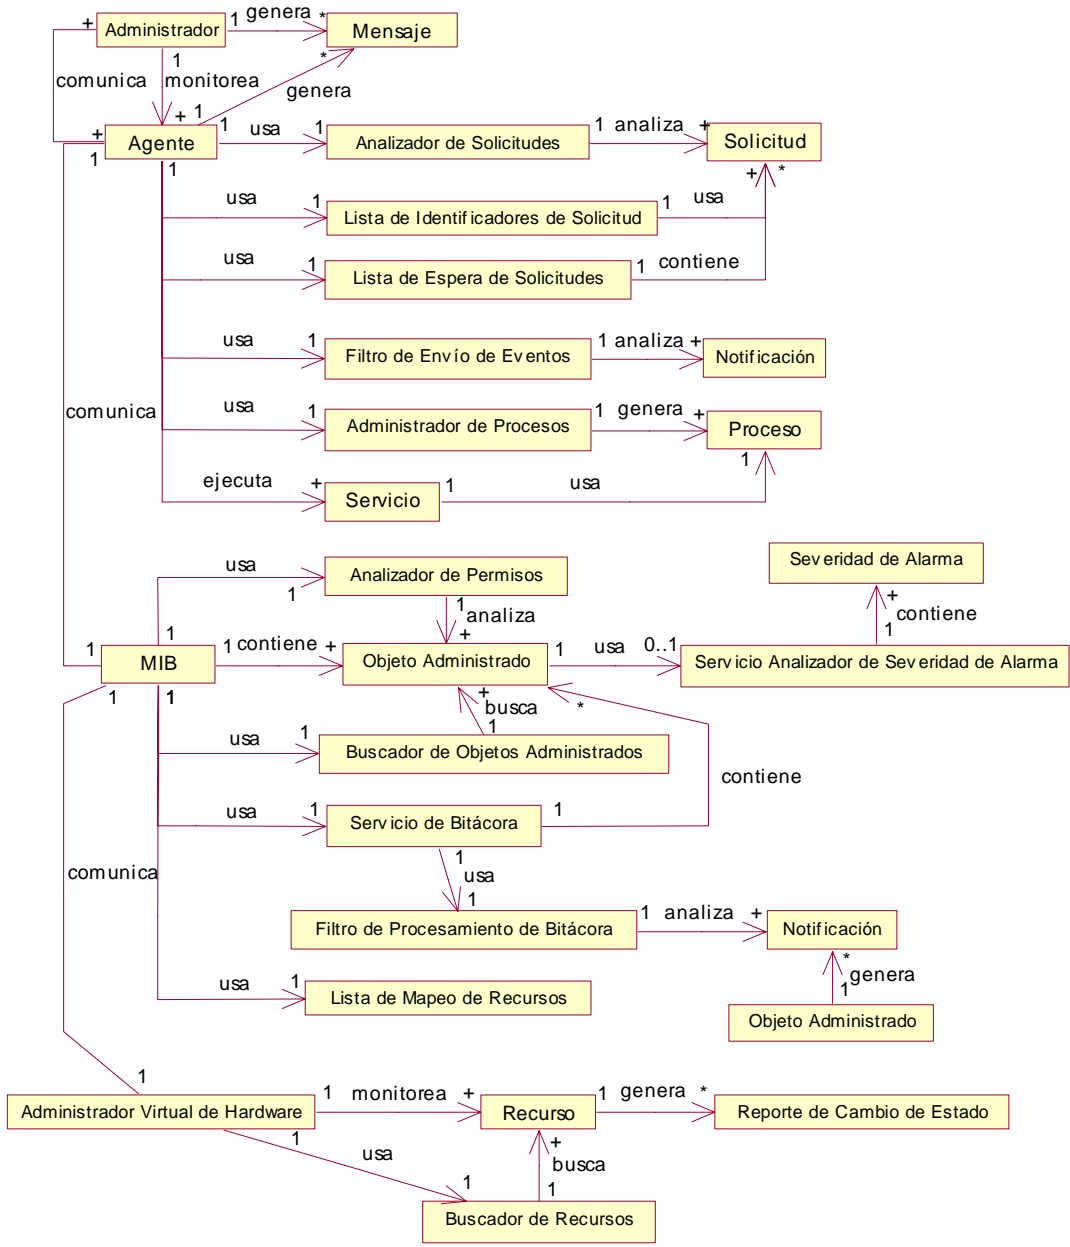 +
Administrador
1
genera
*
Mensaje
comunica
1
monitorea
*
genera
+
+
1
Agente
1
1
usa
1
Analizador de Solicitudes
1
analiza
+
Solicitud
1
+
*
usa
1
Lista de Identificadores de Solicitud
1
usa
usa
1
Lista de Espera de Solicitudes
1
contiene
usa
1
Filtro de Envío de Eventos
1
analiza
+
Notificación
comunica
usa
1
Administrador de Procesos
1
genera
+
Proceso
1
ejecuta
+
Servicio
1
usa
usa
1
Analizador de Permisos
1
analiza
+
Severidad de Alarma
+
contiene
1
1
MIB
1
1
contiene
+
Objeto Administrado
1
usa
0..1
Servicio Analizador de Severidad de Alarma
1
1
+
busca
1
*
usa
1
Buscador de Objetos Administrados
contiene
usa
1
Servicio de Bitácora
1
1
usa
1
comunica
Filtro de Procesamiento de Bitácora
1
analiza
+
Notificación
*
genera
1
usa
1
Lista de Mapeo de Recursos
Objeto Administrado
1
Administrador Virtual de Hardware
1
monitorea
+
Recurso
1
genera
*
Reporte de Cambio de Estado
1
usa
1
+
busca
1
Buscador de Recursos